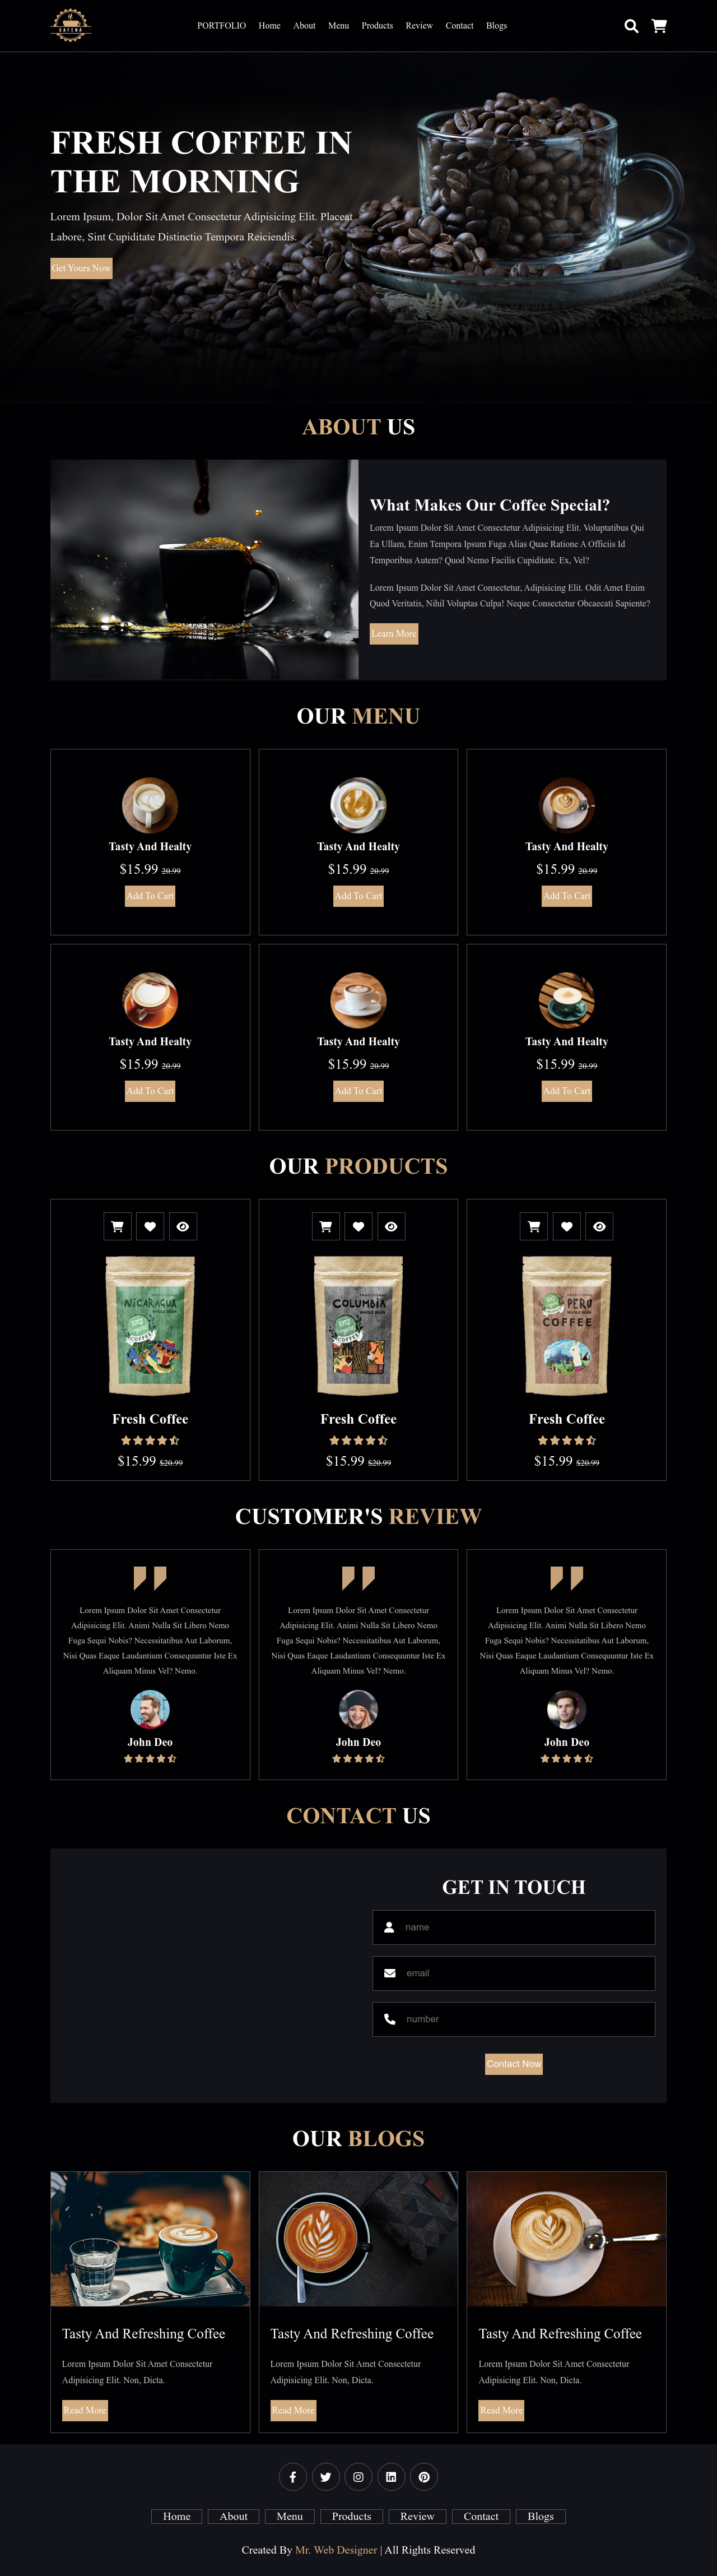 CAFENA
PORTFOLIO Home About Menu Products Review Contact Blogs
FRESH COFFEE IN
THE MORNING
Lorem Ipsum, Dolor Sit Amet Consectetur Adipisicing Elit. Placeat
Labore, Sint Cupiditate Distinctio Tempora Reiciendis.
Get Yours Now
ABOUT US
What Makes Our Coffee Special?
Lorem Ipsum Dolor Sit Amet Consectetur Adipisicing Elit. Voluptatibus Qui
Ea Ullam, Enim Tempora Ipsum Fuga Alias Quae Ratione A Officiis Id
Temporibus Autem? Quod Nemo Facilis Cupiditate. Ex, Vel?
Lorem Ipsum Dolor Sit Amet Consectetur, Adipisicing Elit. Odit Amet Enim
Quod Veritatis, Nihil Voluptas Culpa! Neque Consectetur Obcaecati Sapiente?
Learn More
OUR MENU
Tasty And Healty Tasty And Healty Tasty And Healty
$15.99 20.99 $15.99 20.99 $15.99 20.99
Add To Cart Add To Cart Add To Cart
Tasty And Healty Tasty And Healty Tasty And Healty
$15.99 20.99 $15.99 20.99 $15.99 20.99
Add To Cart Add To Cart Add To Cart
OUR PRODUCTS
NICARAGUA COLUMBIA PERU
WHOLE BEAN WHOLE BEAN WHOLE BEAN
COFFEE COFFEE COFFEE
Fresh Coffee Fresh Coffee Fresh Coffee
$15.99 $20.99 $15.99 $20.99 $15.99 $20.99
CUSTOMER'S REVIEW
Lorem Ipsum Dolor Sit Amet Consectetur
Adipisicing Elit. Animi Nulla Sit Libero Nemo
Fuga Sequi Nobis? Necessitatibus Aut Laborum,
Nisi Quas Eaque Laudantium Consequuntur Iste Ex
Aliquam Minus Vel? Nemo.
John Deo
Lorem Ipsum Dolor Sit Amet Consectetur
Adipisicing Elit. Animi Nulla Sit Libero Nemo
Fuga Sequi Nobis? Necessitatibus Aut Laborum,
Nisi Quas Eaque Laudantium Consequuntur Iste Ex
Aliquam Minus Vel? Nemo.
John Deo
Lorem Ipsum Dolor Sit Amet Consectetur
Adipisicing Elit. Animi Nulla Sit Libero Nemo
Fuga Sequi Nobis? Necessitatibus Aut Laborum,
Nisi Quas Eaque Laudantium Consequuntur Iste Ex
Aliquam Minus Vel? Nemo.
John Deo
CONTACT US
GET IN TOUCH
name
email
number
Contact Now
OUR BLOGS
Tasty And Refreshing Coffee
Lorem Ipsum Dolor Sit Amet Consectetur
Adipisicing Elit. Non, Dicta.
Read More
Tasty And Refreshing Coffee
Lorem Ipsum Dolor Sit Amet Consectetur
Adipisicing Elit. Non, Dicta.
Read More
Tasty And Refreshing Coffee
Lorem Ipsum Dolor Sit Amet Consectetur
Adipisicing Elit. Non, Dicta.
Read More
Home About Menu Products Review Contact Blogs
Created By Mr. Web Designer | All Rights Reserved